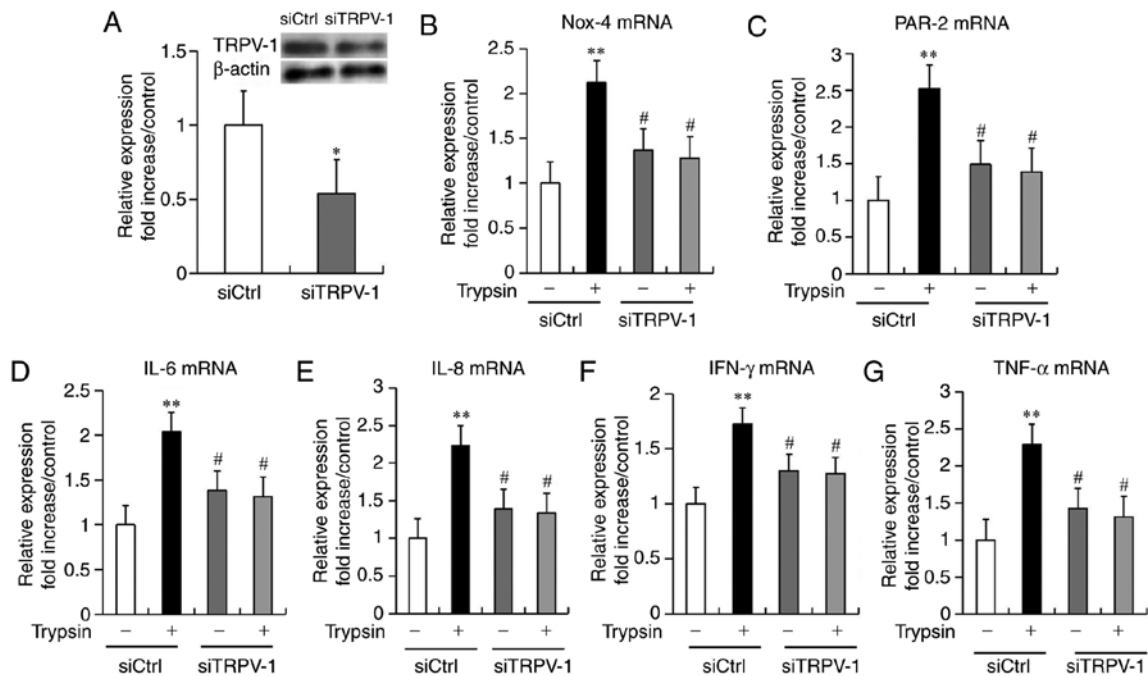 A
siCtrl siTRPV-1
TRPV-1
β-actin
Relative expression
fold increase/control
1.5
1
0.5
0
*
siCtrl
siTRPV-1
B
Nox-4 mRNA
Relative expression
fold increase/control
2.5
2
1.5
1
0.5
0
**
#
#
Trypsin – + – +
siCtrl siTRPV-1
C
PAR-2 mRNA
Relative expression
fold increase/control
3
2.5
2
1.5
1
0.5
0
**
#
#
– + – +
siCtrl siTRPV-1
D
IL-6 mRNA
Relative expression
fold increase/control
2.5
2
1.5
1
0.5
0
**
#
#
Trypsin – + – +
siCtrl siTRPV-1
E
IL-8 mRNA
Relative expression
fold increase/control
3
2.5
2
1.5
1
0.5
0
**
#
#
– + – +
siCtrl siTRPV-1
F
IFN-γ mRNA
Relative expression
fold increase/control
2
1.5
1
0.5
0
**
#
#
Trypsin – + – +
siCtrl siTRPV-1
G
TNF-α mRNA
Relative expression
fold increase/control
3
2.5
2
1.5
1
0.5
0
**
#
#
– + – +
siCtrl siTRPV-1